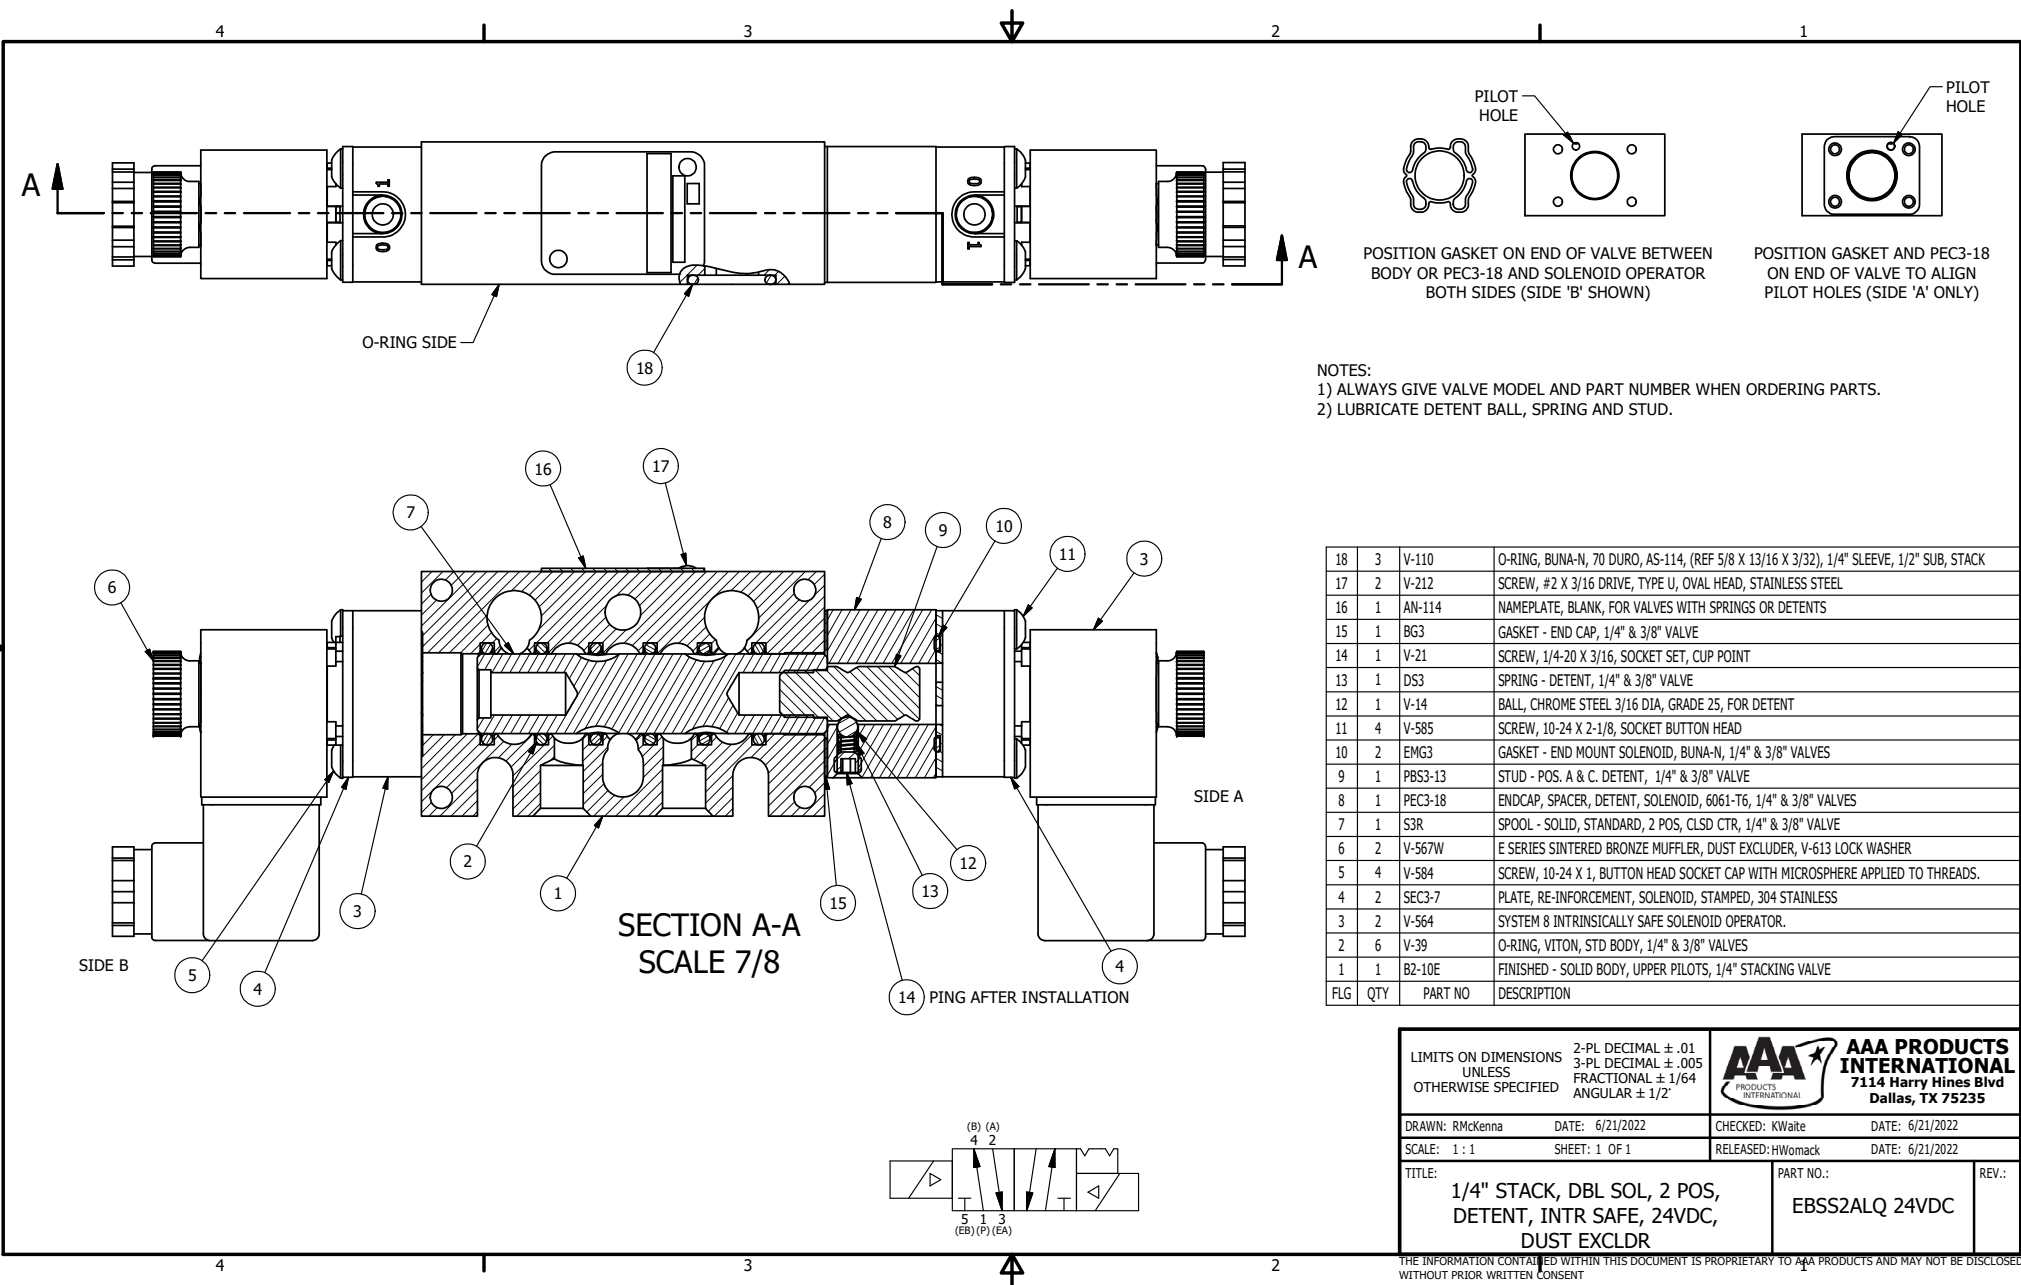 4 3 2 1
A
A
1
0
0
1
O-RING SIDE
18
PILOT
HOLE
PILOT
HOLE
POSITION GASKET ON END OF VALVE BETWEEN
BODY OR PEC3-18 AND SOLENOID OPERATOR
BOTH SIDES (SIDE 'B' SHOWN)
POSITION GASKET AND PEC3-18
ON END OF VALVE TO ALIGN
PILOT HOLES (SIDE 'A' ONLY)
NOTES:
1) ALWAYS GIVE VALVE MODEL AND PART NUMBER WHEN ORDERING PARTS.
2) LUBRICATE DETENT BALL, SPRING AND STUD.
16
17
7
8
9
10
11
3
6
SIDE A
SIDE B
5
4
3
2
1
15
13
12
4
14 PING AFTER INSTALLATION
SECTION A-A
SCALE 7/8
18 3 V-110 O-RING, BUNA-N, 70 DURO, AS-114, (REF 5/8 X 13/16 X 3/32), 1/4" SLEEVE, 1/2" SUB, STACK
17 2 V-212 SCREW, #2 X 3/16 DRIVE, TYPE U, OVAL HEAD, STAINLESS STEEL
16 1 AN-114 NAMEPLATE, BLANK, FOR VALVES WITH SPRINGS OR DETENTS
15 1 BG3 GASKET - END CAP, 1/4" & 3/8" VALVE
14 1 V-21 SCREW, 1/4-20 X 3/16, SOCKET SET, CUP POINT
13 1 DS3 SPRING - DETENT, 1/4" & 3/8" VALVE
12 1 V-14 BALL, CHROME STEEL 3/16 DIA, GRADE 25, FOR DETENT
11 4 V-585 SCREW, 10-24 X 2-1/8, SOCKET BUTTON HEAD
10 2 EMG3 GASKET - END MOUNT SOLENOID, BUNA-N, 1/4" & 3/8" VALVES
9 1 PBS3-13 STUD - POS. A & C. DETENT, 1/4" & 3/8" VALVE
8 1 PEC3-18 ENDCAP, SPACER, DETENT, SOLENOID, 6061-T6, 1/4" & 3/8" VALVES
7 1 S3R SPOOL - SOLID, STANDARD, 2 POS, CLSD CTR, 1/4" & 3/8" VALVE
6 2 V-567W E SERIES SINTERED BRONZE MUFFLER, DUST EXCLUDER, V-613 LOCK WASHER
5 4 V-584 SCREW, 10-24 X 1, BUTTON HEAD SOCKET CAP WITH MICROSPHERE APPLIED TO THREADS.
4 2 SEC3-7 PLATE, RE-INFORCEMENT, SOLENOID, STAMPED, 304 STAINLESS
3 2 V-564 SYSTEM 8 INTRINSICALLY SAFE SOLENOID OPERATOR.
2 6 V-39 O-RING, VITON, STD BODY, 1/4" & 3/8" VALVES
1 1 B2-10E FINISHED - SOLID BODY, UPPER PILOTS, 1/4" STACKING VALVE
FLG QTY PART NO DESCRIPTION
(B) (A)
4 2
5 1 3
(EB) (P) (EA)
LIMITS ON DIMENSIONS
UNLESS
OTHERWISE SPECIFIED
2-PL DECIMAL ± .01
3-PL DECIMAL ± .005
FRACTIONAL ± 1/64
ANGULAR ± 1/2°
AAA
PRODUCTS
INTERNATIONAL
AAA PRODUCTS
INTERNATIONAL
7114 Harry Hines Blvd
Dallas, TX 75235
DRAWN: RMcKenna DATE: 6/21/2022 CHECKED: KWaite DATE: 6/21/2022
SCALE: 1 : 1 SHEET: 1 OF 1 RELEASED: HWomack DATE: 6/21/2022
TITLE:
1/4" STACK, DBL SOL, 2 POS,
DETENT, INTR SAFE, 24VDC,
DUST EXCLDR
PART NO.:
EBSS2ALQ 24VDC
REV.:
4 3 2 1
THE INFORMATION CONTAINED WITHIN THIS DOCUMENT IS PROPRIETARY TO AAA PRODUCTS AND MAY NOT BE DISCLOSED
WITHOUT PRIOR WRITTEN CONSENT